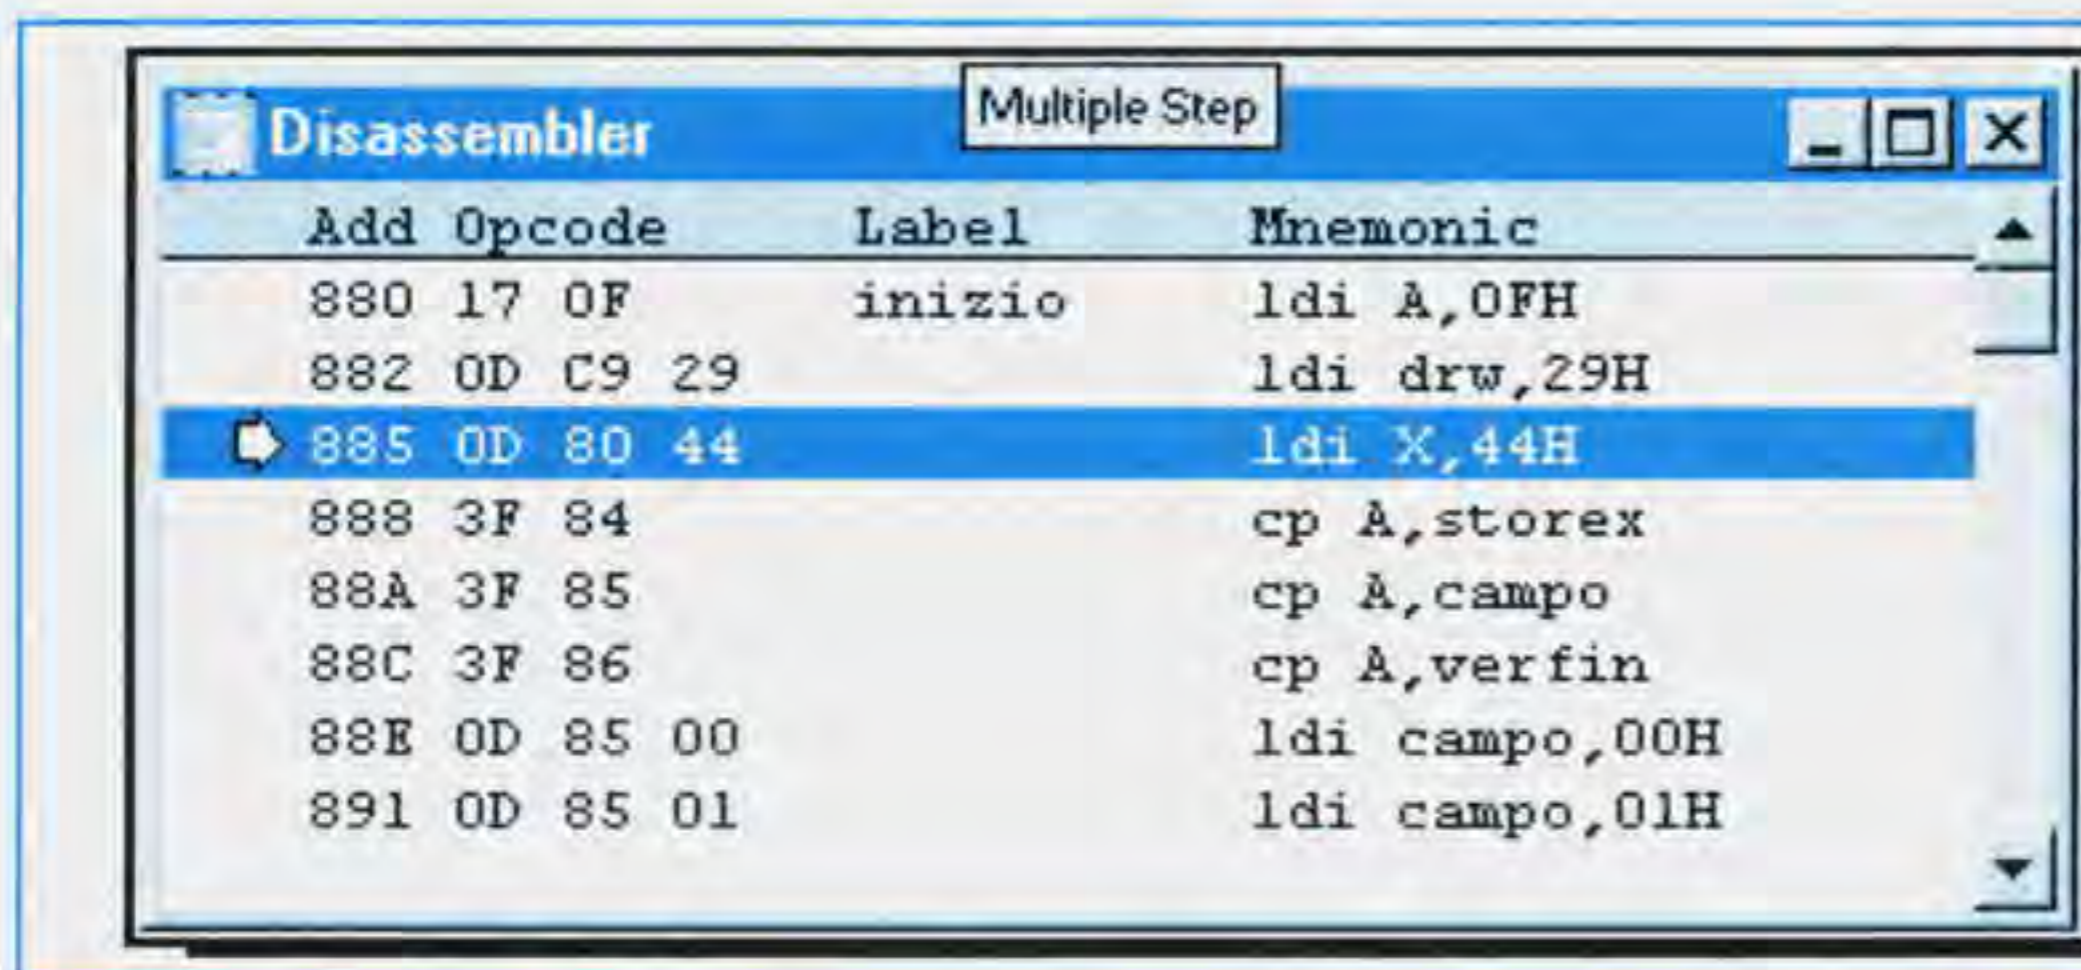 Disassembler Multiple Step
Add Opcode Label Mnemonic
880 17 0F inizio ldi A,0FH
882 0D C9 29 ldi drw,29H
885 0D 80 44 ldi X,44H
888 3F 84 cp A,storex
88A 3F 85 cp A,campo
88C 3F 86 cp A,verfin
88E 0D 85 00 ldi campo,00H
891 0D 85 01 ldi campo,01H